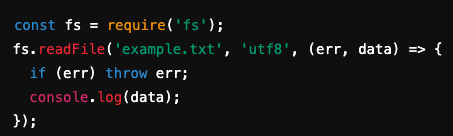 const fs = require('fs');
fs.readFile('example.txt', 'utf8', (err, data) => {
  if (err) throw err;
  console.log(data);
});